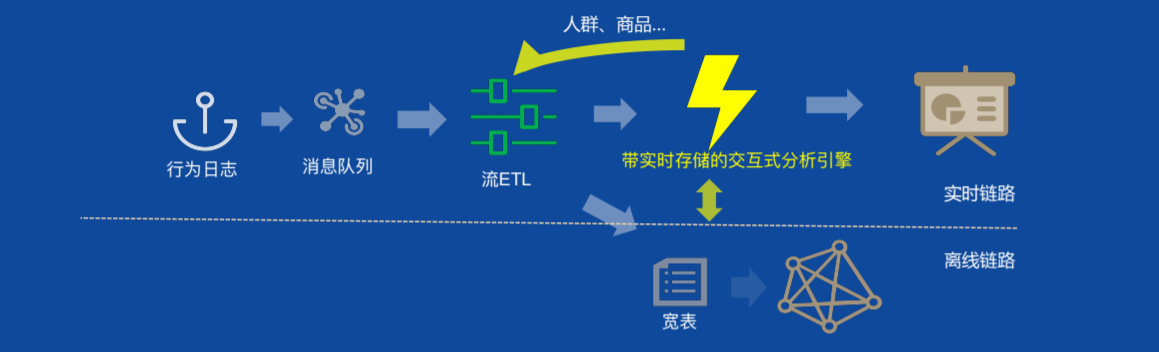 人群、商品...
行为日志
消息队列
流ETL
带实时存储的交互式分析引擎
实时链路
离线链路
宽表